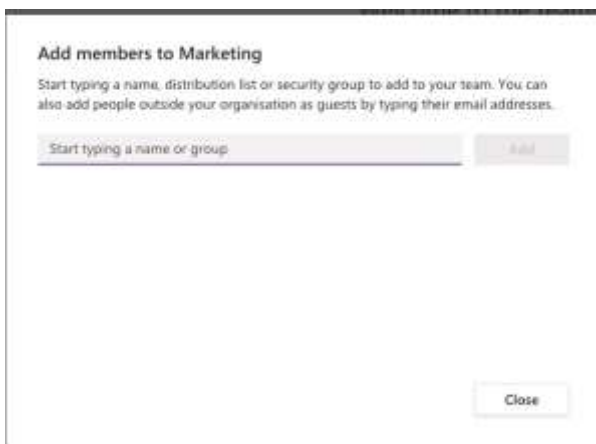 Add members to Marketing
Start typing a name, distribution list or security group to add to your team. You can
also add people outside your organisation as guests by typing their email addresses.
Start typing a name or group
Add
Close